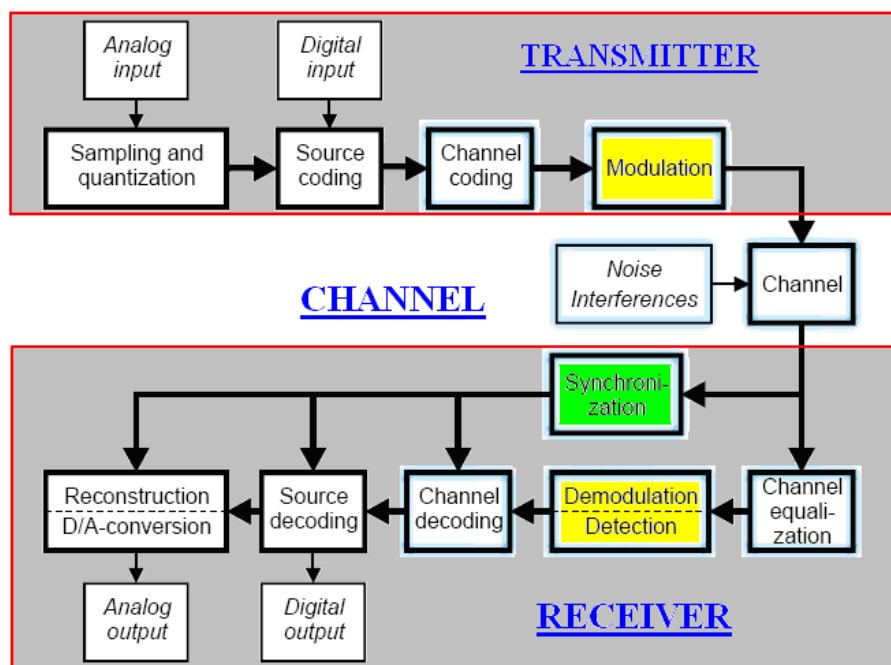 Analog
input
Digital
input
TRANSMITTER
Sampling and
quantization
Source
coding
Channel
coding
Modulation
Noise
Interferences
Channel
CHANNEL
Synchroni-
zation
Reconstruction
D/A-conversion
Source
decoding
Channel
decoding
Demodulation
Detection
Channel
equali-
zation
Analog
output
Digital
output
RECEIVER